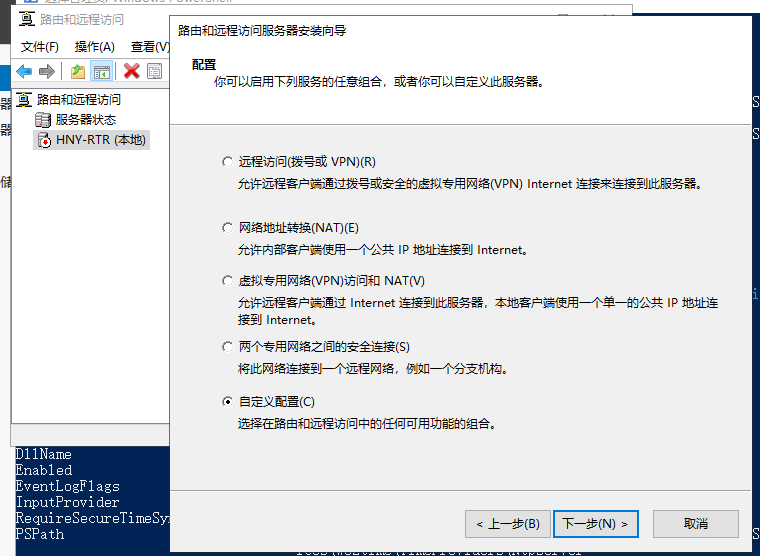 路由和远程访问
文件(F) 操作(A) 查看(V)
路由和远程访问
服务器状态
HNY-RTR (本地)
路由和远程访问服务器安装向导
配置
你可以启用下列服务的任意组合，或者你可以自定义此服务器。
远程访问(拨号或 VPN)(R)
允许远程客户端通过拨号或安全的虚拟专用网络(VPN) Internet 连接来连接到此服务器。
网络地址转换(NAT)(E)
允许内部客户端使用一个公共 IP 地址连接到 Internet。
虚拟专用网络(VPN)访问和 NAT(V)
允许远程客户端通过 Internet 连接到此服务器，本地客户端使用一个单一的公共 IP 地址连
接到 Internet。
两个专用网络之间的安全连接(S)
将此网络连接到一个远程网络，例如一个分支机构。
自定义配置(C)
选择在路由和远程访问中的任何可用功能的组合。
< 上一步(B) 下一步(N) > 取消
DllName
Enabled
EventLogFlags
InputProvider
RequireSecureTimeSy
PSPath